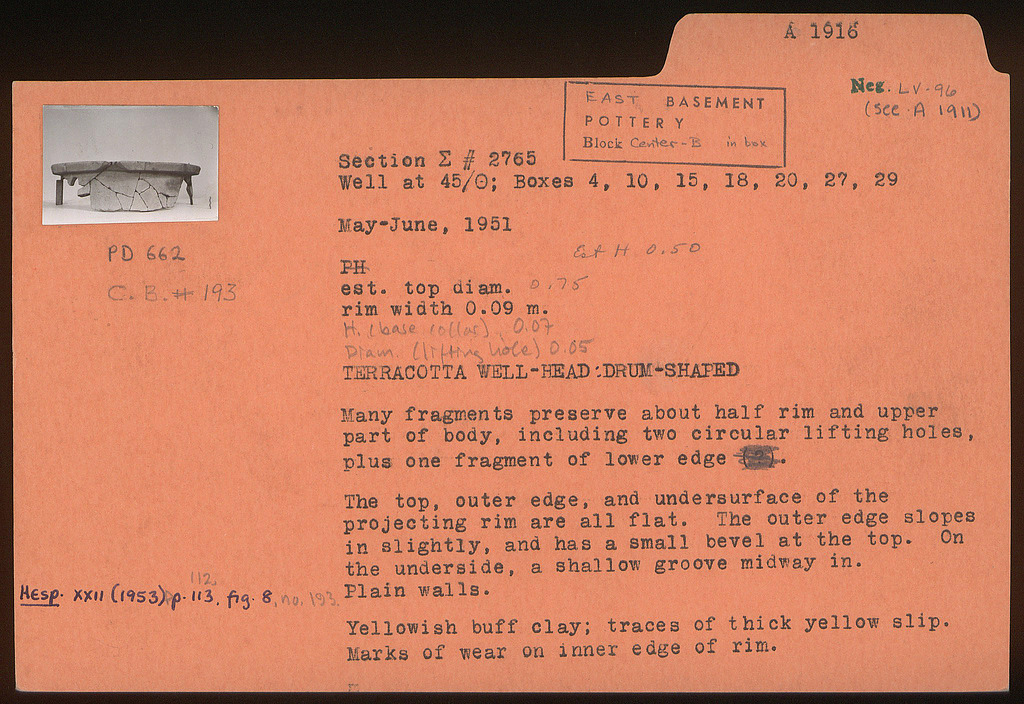 A 1916
Neg. LV-96
(see A 1911)
EAST BASEMENT
POTTERY
Block Center-B in box
Section Σ # 2765
Well at 45/Θ; Boxes 4, 10, 15, 18, 20, 27, 29
May-June, 1951
PD 662
C. B. # 193
Est H. 0.50
PH
est. top diam. 0.75
rim width 0.09 m.
H. (base collar) 0.07
Diam. (lifting hole) 0.05
TERRACOTTA WELL-HEAD:DRUM-SHAPED
Many fragments preserve about half rim and upper
part of body, including two circular lifting holes,
plus one fragment of lower edge (?).
The top, outer edge, and undersurface of the
projecting rim are all flat. The outer edge slopes
in slightly, and has a small bevel at the top. On
the underside, a shallow groove midway in.
Plain walls.
112,
Hesp. XXII (1953) p. 113, fig. 8, no. 193.
Yellowish buff clay; traces of thick yellow slip.
Marks of wear on inner edge of rim.